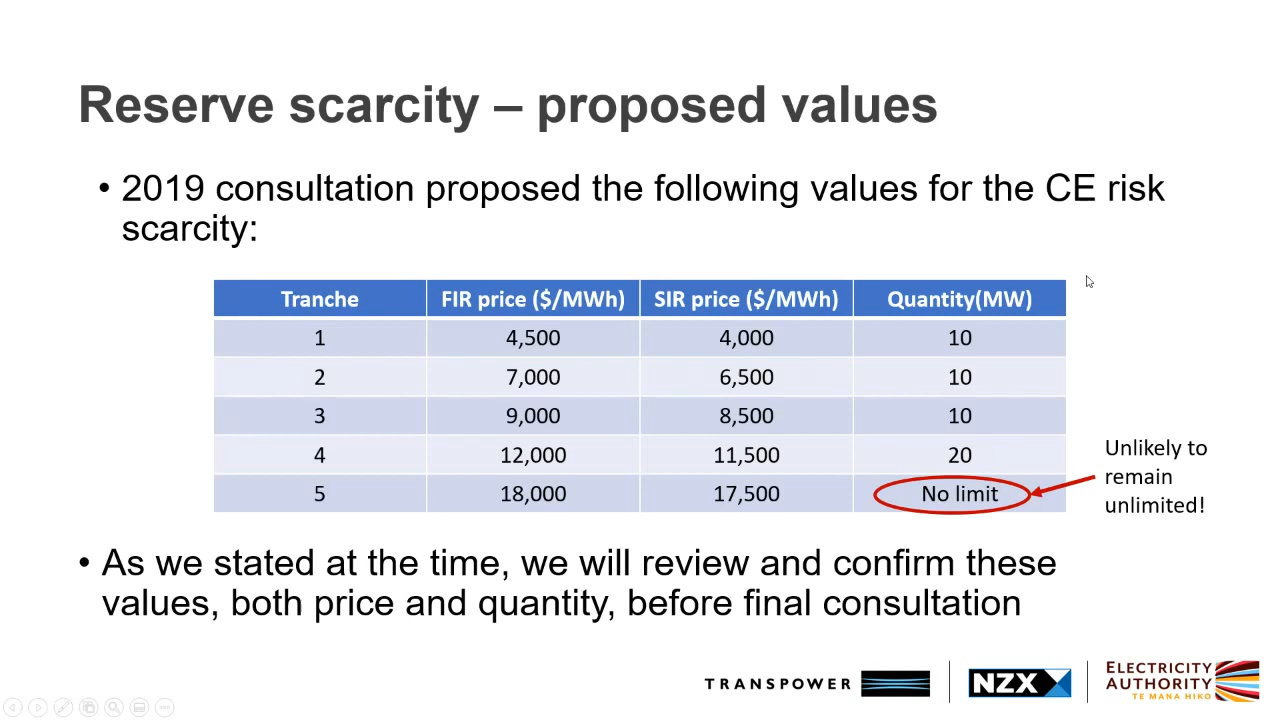 Reserve scarcity – proposed values
• 2019 consultation proposed the following values for the CE risk
scarcity:
Tranche FIR price ($/MWh) SIR price ($/MWh) Quantity(MW)
1 4,500 4,000 10
2 7,000 6,500 10
3 9,000 8,500 10
4 12,000 11,500 20
5 18,000 17,500 No limit
Unlikely to
remain
unlimited!
• As we stated at the time, we will review and confirm these
values, both price and quantity, before final consultation
TRANSPOWER
NZX
ELECTRICITY
AUTHORITY
TE MANA HIKO